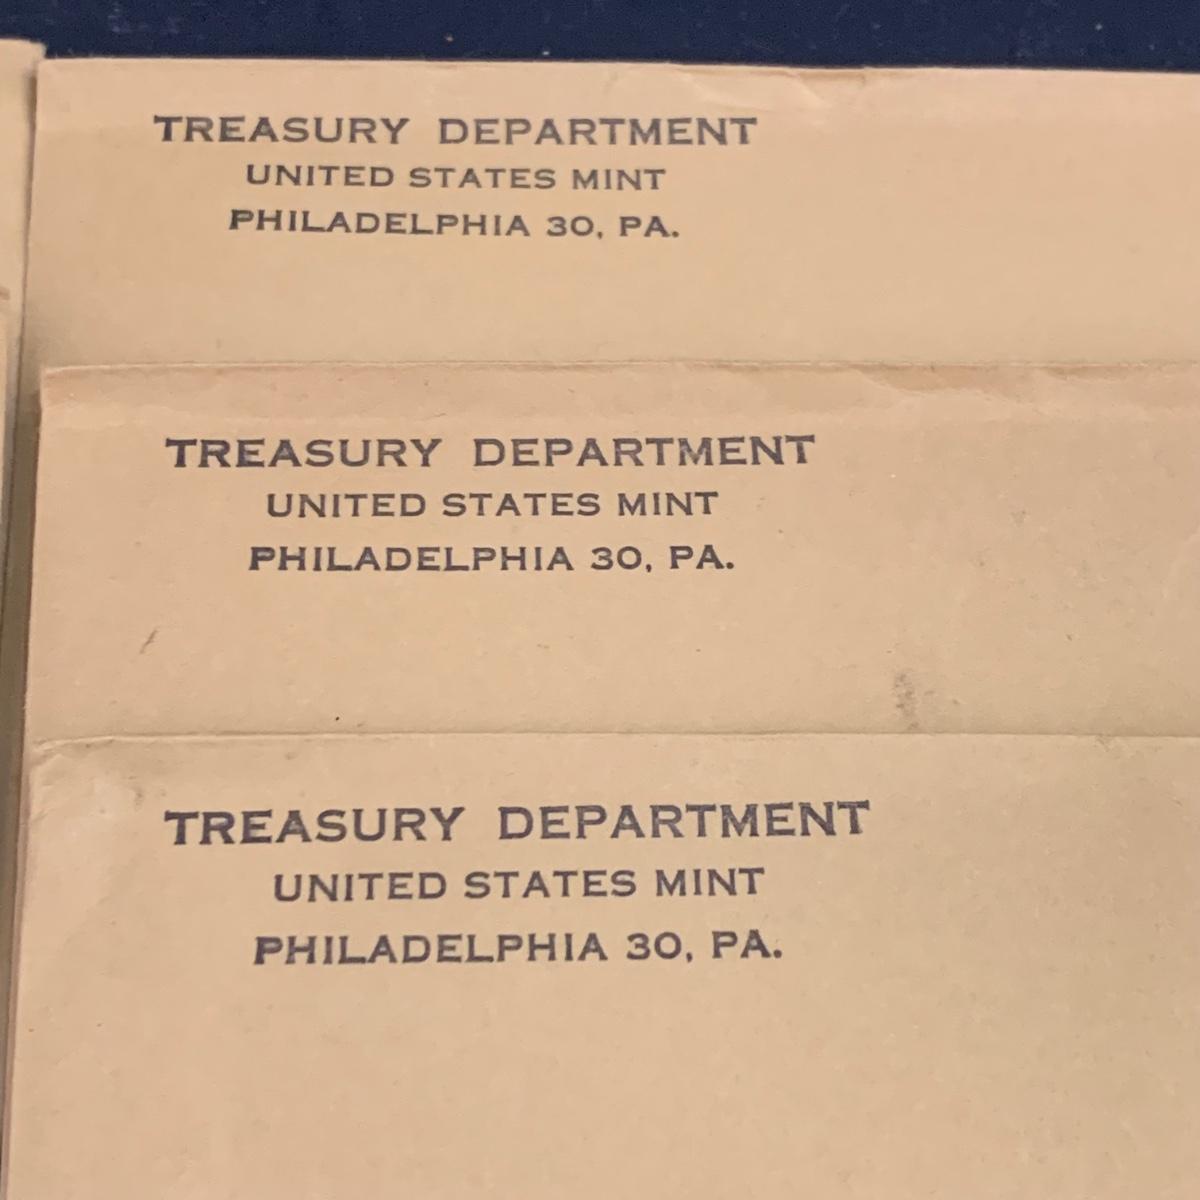 TREASURY DEPARTMENT
UNITED STATES MINT
PHILADELPHIA 30, PA.
TREASURY DEPARTMENT
UNITED STATES MINT
PHILADELPHIA 30, PA.
TREASURY DEPARTMENT
UNITED STATES MINT
PHILADELPHIA 30, PA.